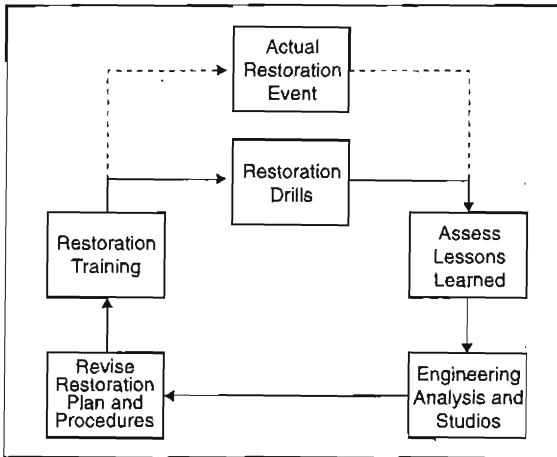 Actual
Restoration
Event
Restoration
Drills
Restoration
Training
Assess
Lessons
Learned
Revise
Restoration
Plan and
Procedures
Engineering
Analysis and
Studios